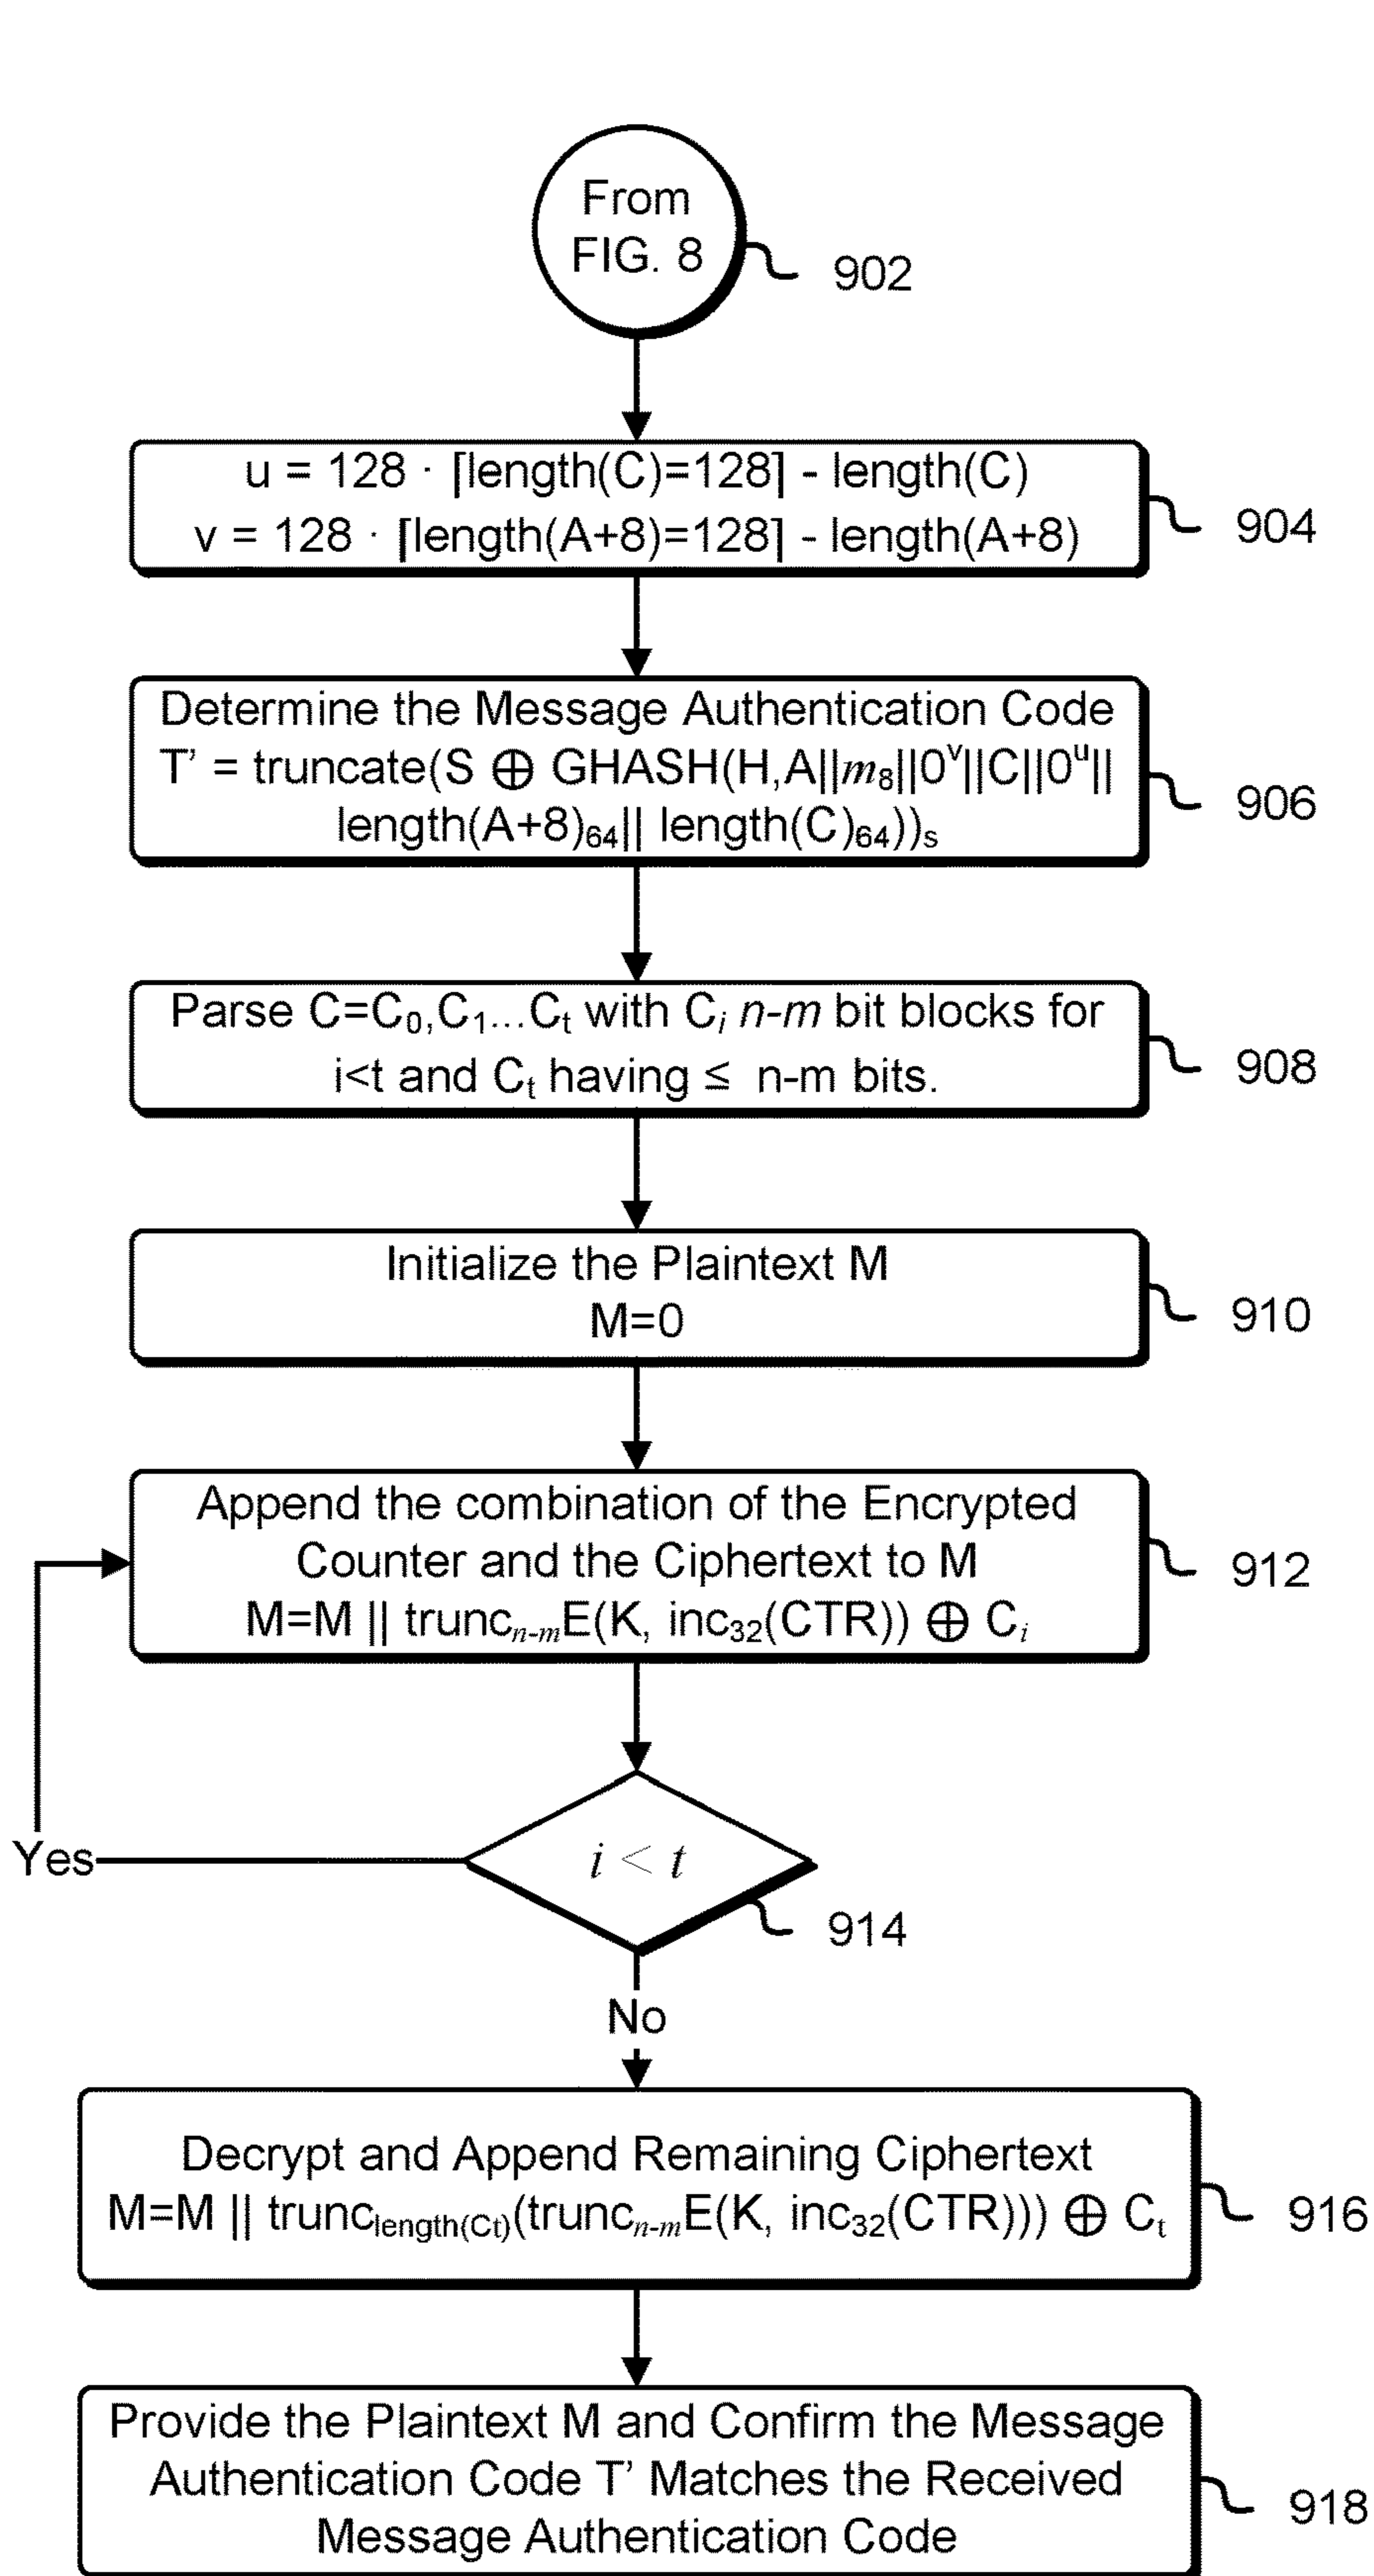 From
FIG. 8
902
u = 128 · ⌈length(C)=128⌉ - length(C)
v = 128 · ⌈length(A+8)=128⌉ - length(A+8)
904
Determine the Message Authentication Code
T’ = truncate(S ⊕ GHASH(H,A||m₈||0ᵛ||C||0ᵘ||
length(A+8)₆₄|| length(C)₆₄))ₛ
906
Parse C=C₀,C₁...Cₜ with Cᵢ n-m bit blocks for
i<t and Cₜ having ≤ n-m bits.
908
Initialize the Plaintext M
M=0
910
Append the combination of the Encrypted
Counter and the Ciphertext to M
M=M || truncₙ₋ₘE(K, inc₃₂(CTR)) ⊕ Cᵢ
912
Yes
i < t
914
No
Decrypt and Append Remaining Ciphertext
M=M || trunc_length(Ct)(truncₙ₋ₘE(K, inc₃₂(CTR))) ⊕ Cₜ
916
Provide the Plaintext M and Confirm the Message
Authentication Code T’ Matches the Received
Message Authentication Code
918